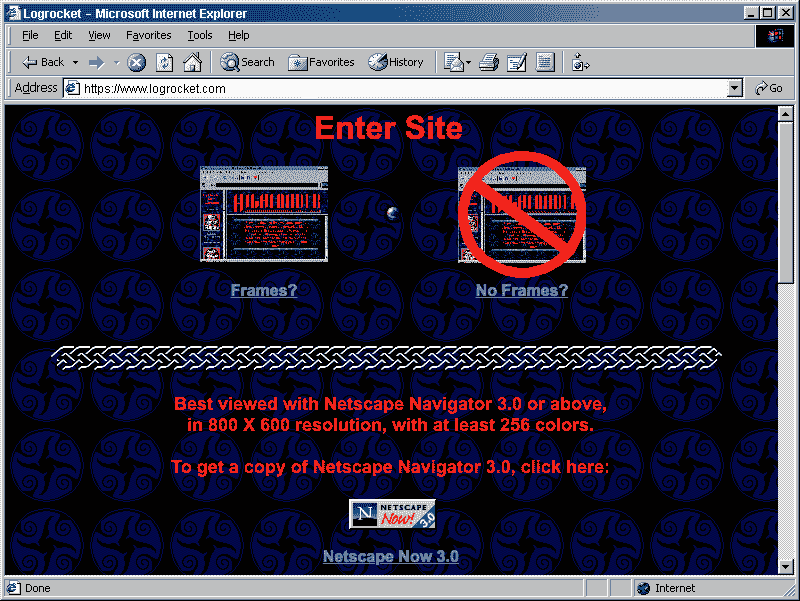 Logrocket - Microsoft Internet Explorer
File Edit View Favorites Tools Help
Back Search Favorites History
Address https://www.logrocket.com Go
Enter Site
HIGHLANDER HIGHLANDER
Frames? No Frames?
Best viewed with Netscape Navigator 3.0 or above,
in 800 X 600 resolution, with at least 256 colors.
To get a copy of Netscape Navigator 3.0, click here:
N NETSCAPE
Now! 3.0
Netscape Now 3.0
Done Internet